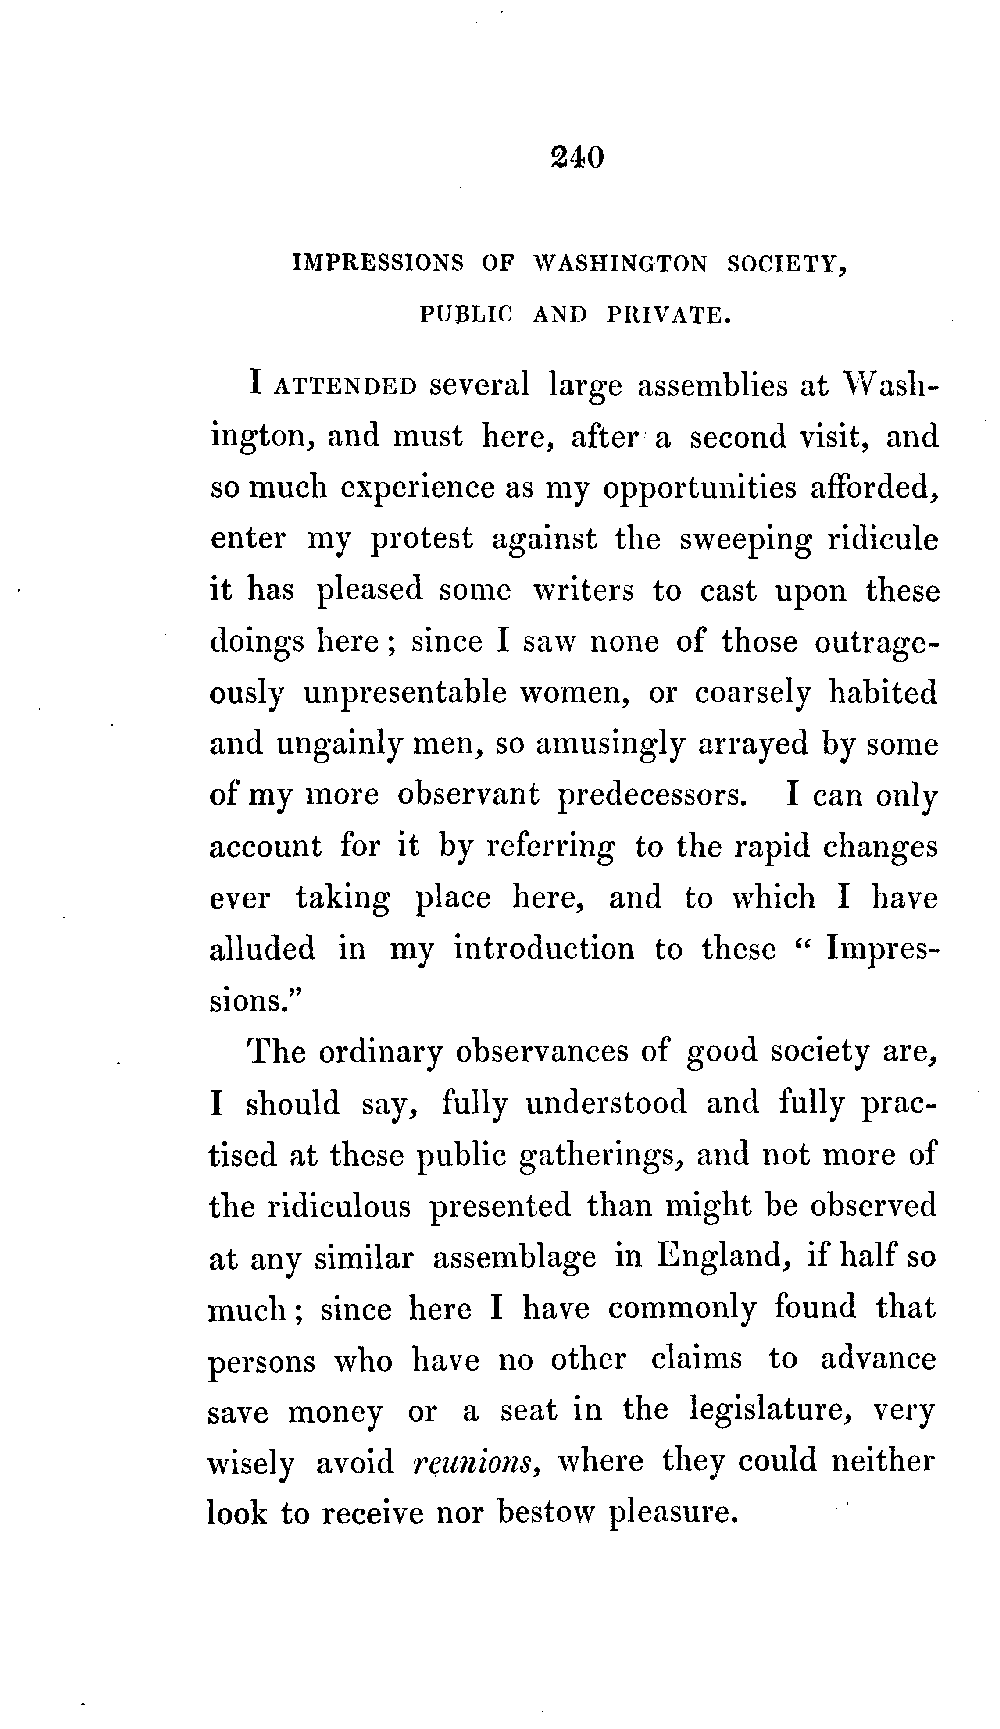 240
IMPRESSIONS OF WASHINGTON SOCIETY,
PUBLIC AND PRIVATE.
I ATTENDED several large assemblies at Wash-
ington, and must here, after a second visit, and
so much experience as my opportunities afforded,
enter my protest against the sweeping ridicule
it has pleased some writers to cast upon these
doings here; since I saw none of those outrage-
ously unpresentable women, or coarsely habited
and ungainly men, so amusingly arrayed by some
of my more observant predecessors. I can only
account for it by referring to the rapid changes
ever taking place here, and to which I have
alluded in my introduction to these “ Impres-
sions.”
The ordinary observances of good society are,
I should say, fully understood and fully prac-
tised at these public gatherings, and not more of
the ridiculous presented than might be observed
at any similar assemblage in England, if half so
much; since here I have commonly found that
persons who have no other claims to advance
save money or a seat in the legislature, very
wisely avoid reunions, where they could neither
look to receive nor bestow pleasure.